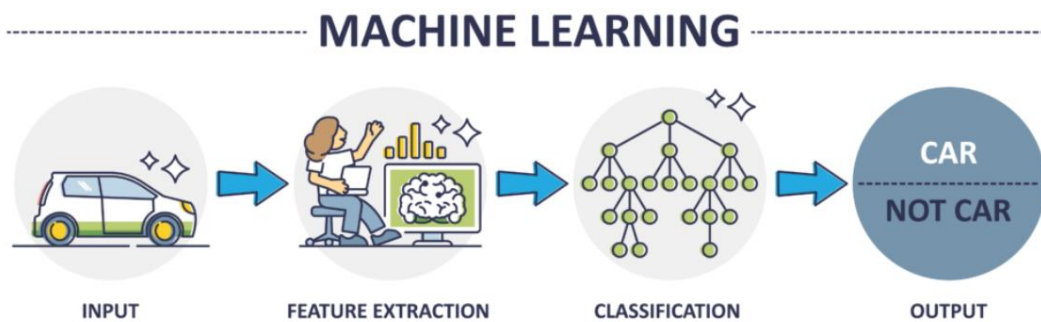 MACHINE LEARNING
CAR
NOT CAR
INPUT
FEATURE EXTRACTION
CLASSIFICATION
OUTPUT